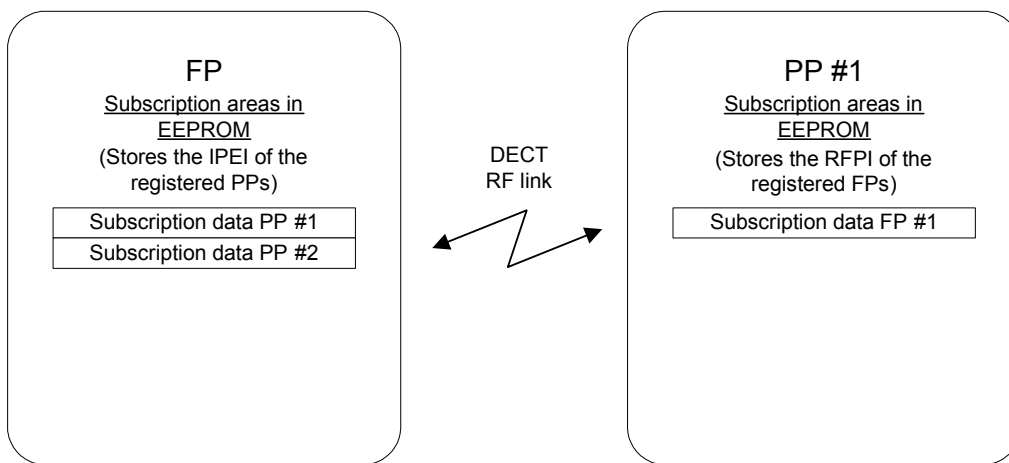 FP
Subscription areas in
EEPROM
(Stores the IPEI of the
registered PPs)
Subscription data PP #1
Subscription data PP #2
DECT
RF link
PP #1
Subscription areas in
EEPROM
(Stores the RFPI of the
registered FPs)
Subscription data FP #1